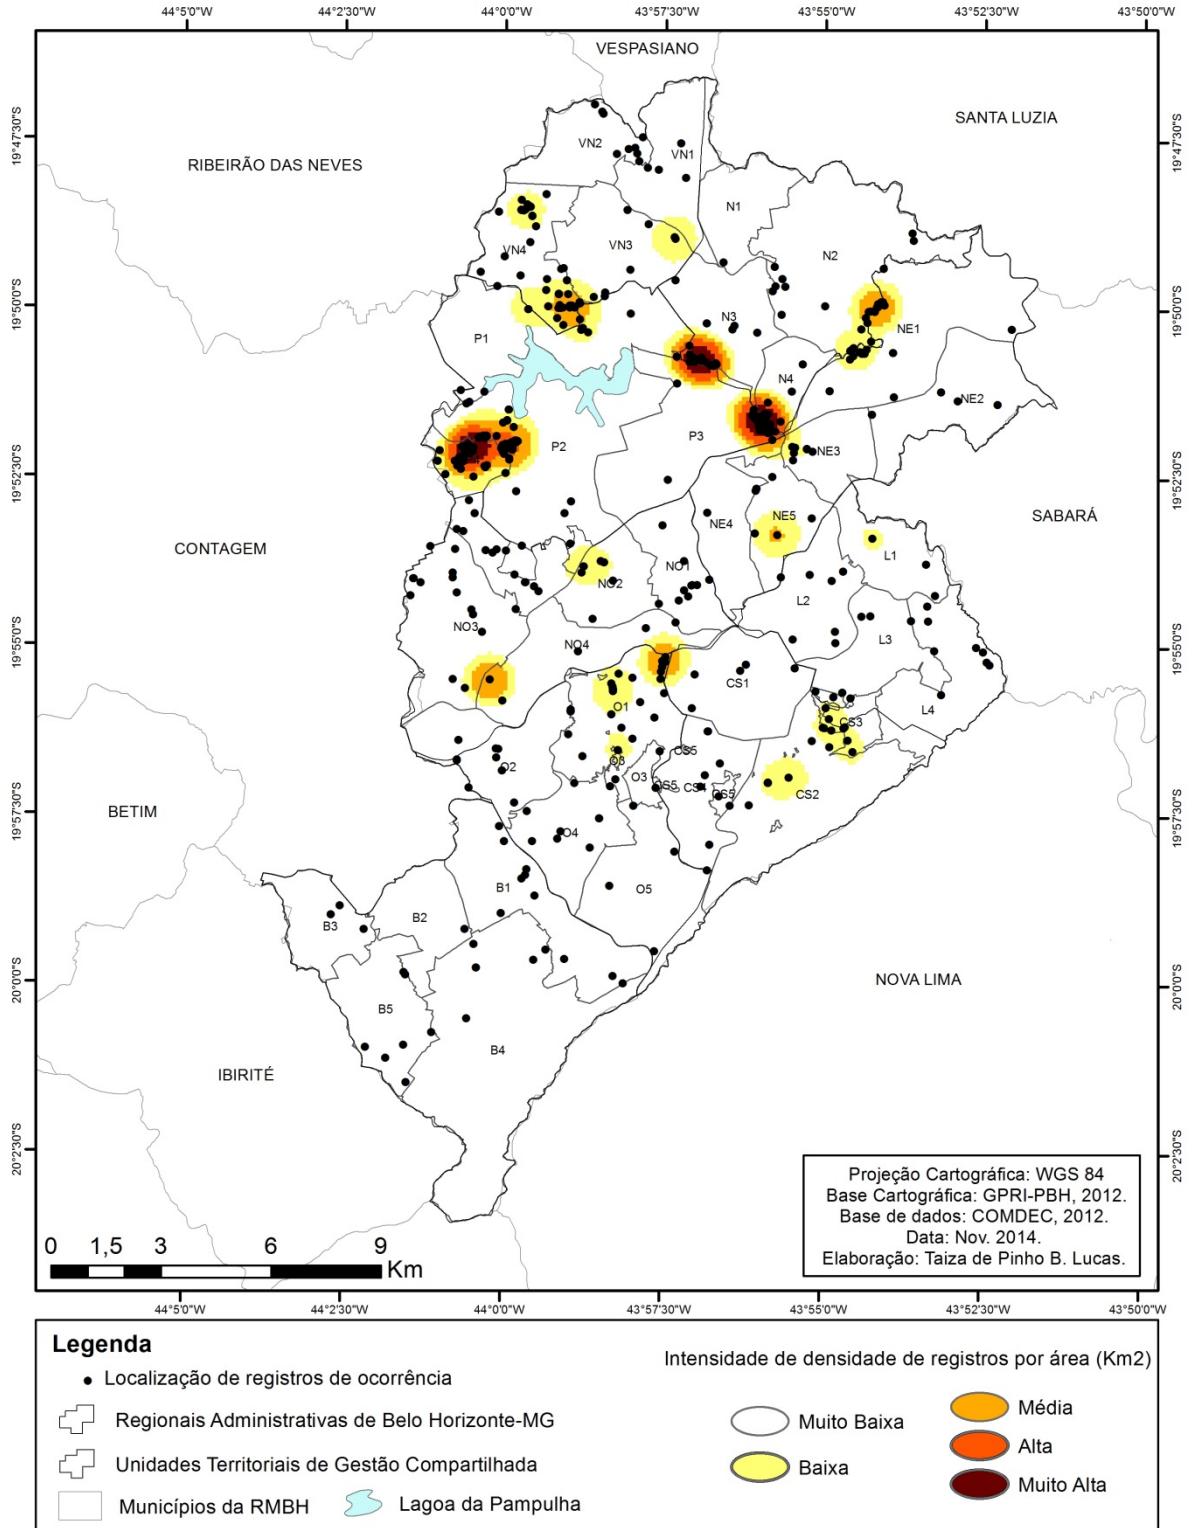 44°5'0"W
44°2'30"W
44°0'0"W
43°57'30"W
43°55'0"W
43°52'30"W
43°50'0"W
VESPASIANO
SANTA LUZIA
19°47'30"S
19°47'30"S
VN2
VN1
RIBEIRÃO DAS NEVES
N1
VN4
VN3
N2
19°50'0"S
19°50'0"S
N3
NE1
P1
N4
NE2
P2
P3
NE3
19°52'30"S
19°52'30"S
SABARÁ
NE4
NE5
CONTAGEM
L1
NO2
NO1
L2
NO3
L3
19°55'0"S
19°55'0"S
NO4
CS1
O1
L4
CS3
O2
O3
CS5
O3
CS5
CS4
CS5
CS2
BETIM
19°57'30"S
19°57'30"S
O4
B1
O5
B2
B3
NOVA LIMA
20°0'0"S
20°0'0"S
B5
B4
IBIRITÉ
20°2'30"S
20°2'30"S
Projeção Cartográfica: WGS 84
Base Cartográfica: GPRI-PBH, 2012.
Base de dados: COMDEC, 2012.
Data: Nov. 2014.
Elaboração: Taiza de Pinho B. Lucas.
0 1,5 3 6 9
Km
44°5'0"W
44°2'30"W
44°0'0"W
43°57'30"W
43°55'0"W
43°52'30"W
43°50'0"W
Legenda
Localização de registros de ocorrência
Regionais Administrativas de Belo Horizonte-MG
Unidades Territoriais de Gestão Compartilhada
Municípios da RMBH
Lagoa da Pampulha
Intensidade de densidade de registros por área (Km2)
Muito Baixa
Baixa
Média
Alta
Muito Alta